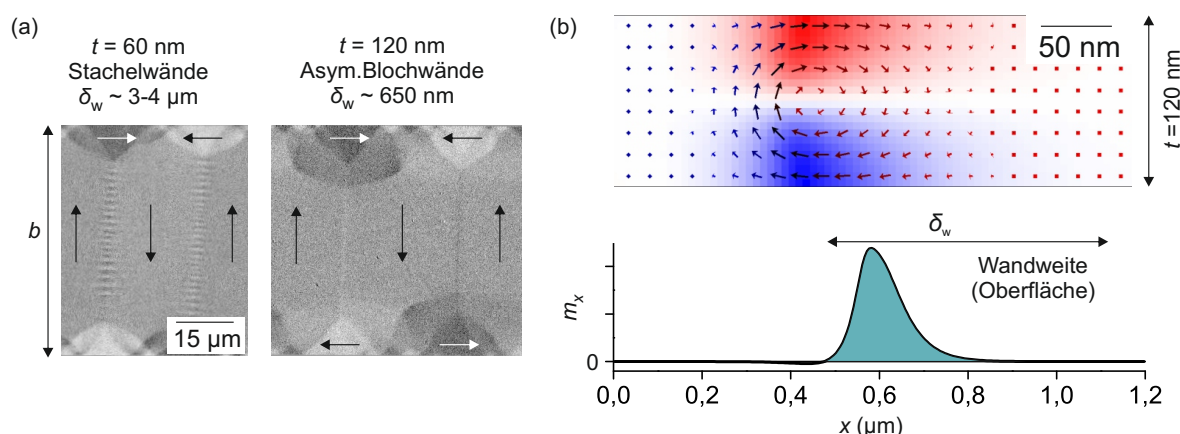 (a)
t = 60 nm
Stachelwände
δw ~ 3-4 µm
t = 120 nm
Asym.Blochwände
δw ~ 650 nm
b
15 µm
(b)
50 nm
t = 120 nm
δw
Wandweite
(Oberfläche)
mx
0
0,0 0,2 0,4 0,6 0,8 1,0 1,2
x (µm)